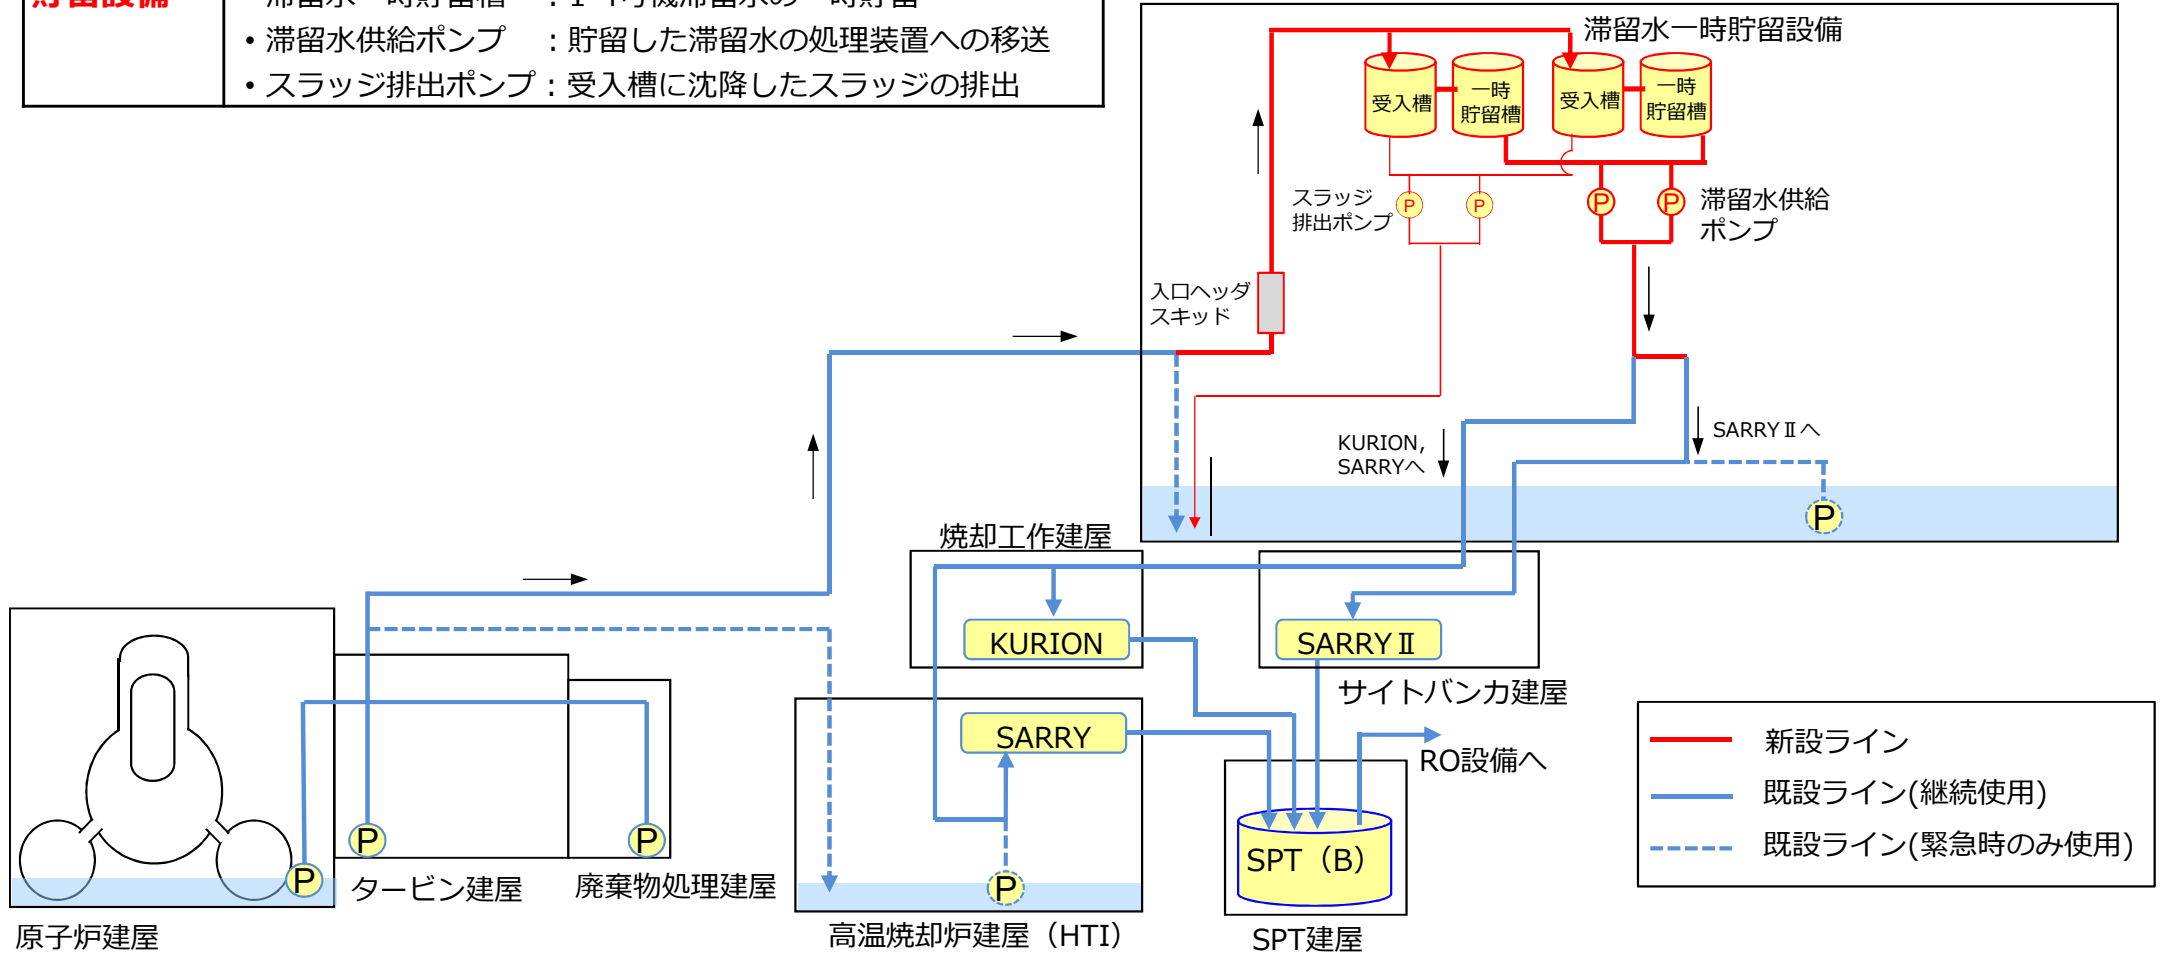 貯留設備
・滞留水一時貯留槽 ：1-4号機滞留水の一時貯留
・滞留水供給ポンプ ：貯留した滞留水の処理装置への移送
・スラッジ排出ポンプ：受入槽に沈降したスラッジの排出
滞留水一時貯留設備
受入槽
一時
貯留槽
受入槽
一時
貯留槽
スラッジ
排出ポンプ
P
P
P
P
滞留水供給
ポンプ
入口ヘッダ
スキッド
KURION,
SARRYへ
SARRYⅡへ
P
焼却工作建屋
KURION
SARRYⅡ
サイトバンカ建屋
SARRY
RO設備へ
SPT（B）
P
P
P
P
原子炉建屋
タービン建屋
廃棄物処理建屋
高温焼却炉建屋（HTI）
SPT建屋
新設ライン
既設ライン(継続使用)
既設ライン(緊急時のみ使用)